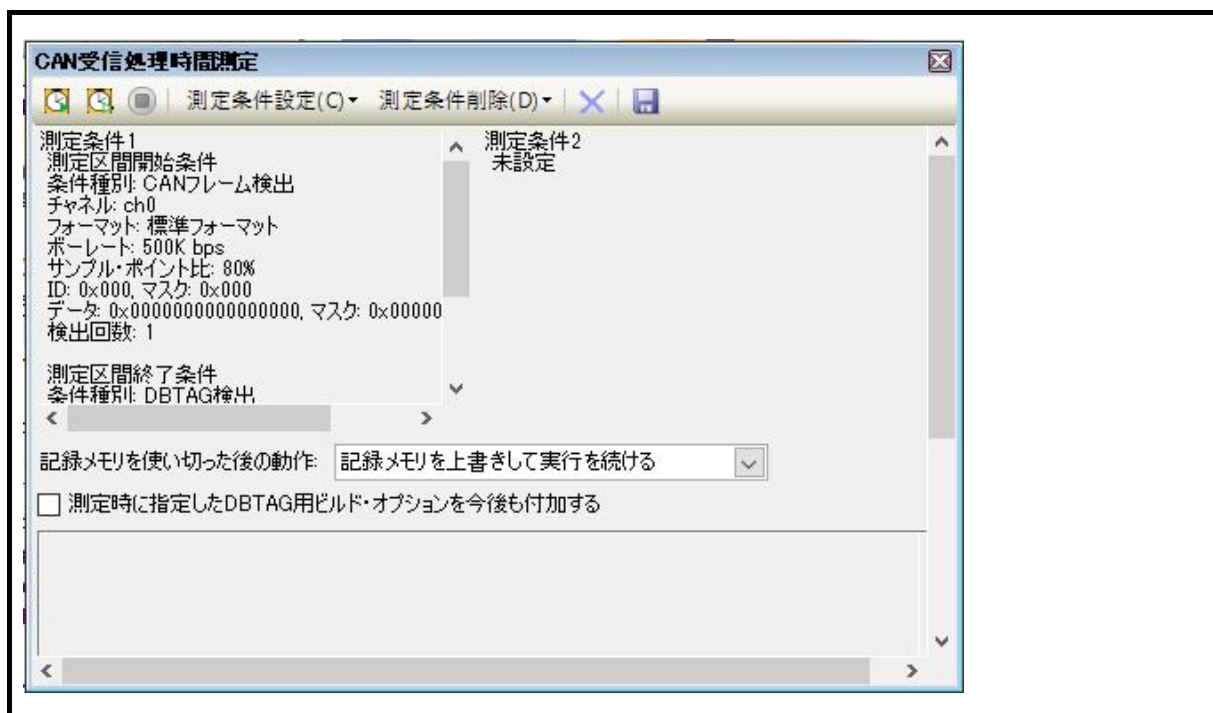 CAN受信処理時間測定
測定条件設定(C) 測定条件削除(D)
測定条件1
測定区間開始条件
条件種別: CANフレーム検出
チャネル: ch0
フォーマット: 標準フォーマット
ボーレート: 500K bps
サンプル・ポイント比: 80%
ID: 0x000, マスク: 0x000
データ: 0x0000000000000000, マスク: 0x00000
検出回数: 1
測定区間終了条件
条件種別: DBTAG検出
測定条件2
未設定
記録メモリを使い切った後の動作: 記録メモリを上書きして実行を続ける
測定時に指定したDBTAG用ビルド・オプションを今後も付加する